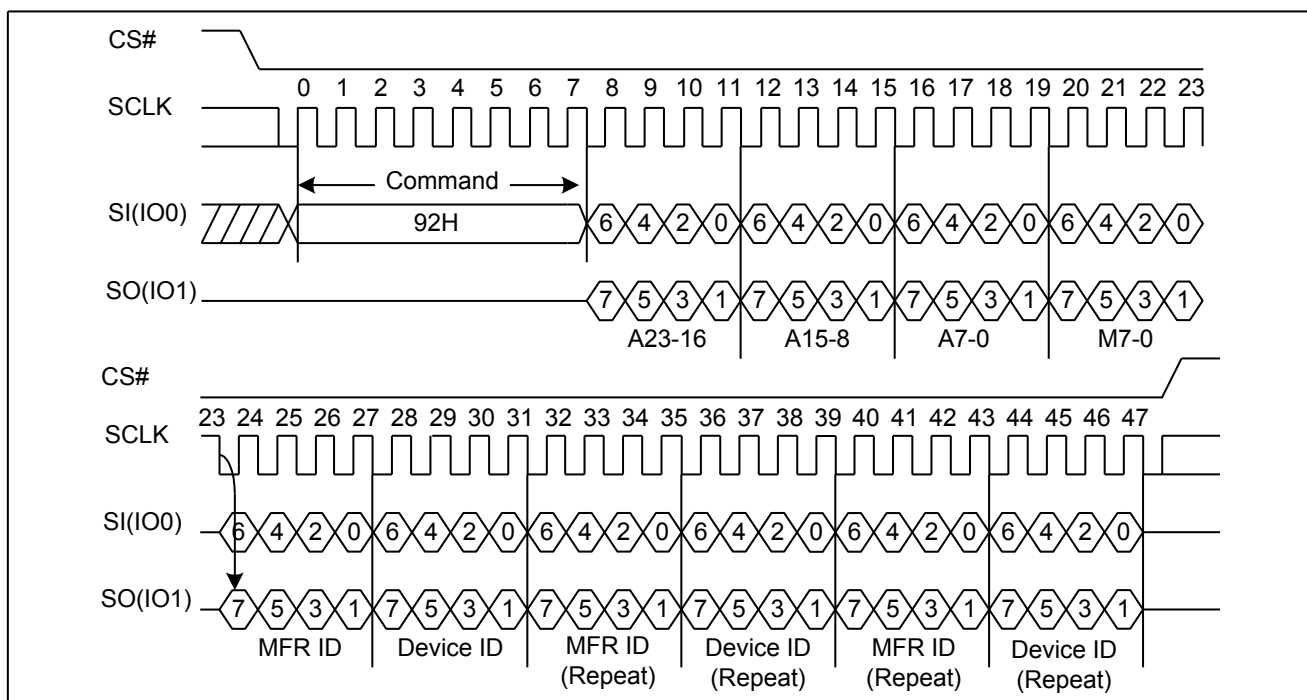 CS#
0 1 2 3 4 5 6 7 8 9 10 11 12 13 14 15 16 17 18 19 20 21 22 23
SCLK
Command
SI(IO0) 92H 6 4 2 0 6 4 2 0 6 4 2 0 6 4 2 0
SO(IO1) 7 5 3 1 7 5 3 1 7 5 3 1 7 5 3 1
A23-16 A15-8 A7-0 M7-0
CS#
23 24 25 26 27 28 29 30 31 32 33 34 35 36 37 38 39 40 41 42 43 44 45 46 47
SCLK
SI(IO0) 6 4 2 0 6 4 2 0 6 4 2 0 6 4 2 0 6 4 2 0 6 4 2 0
SO(IO1) 7 5 3 1 7 5 3 1 7 5 3 1 7 5 3 1 7 5 3 1 7 5 3 1
MFR ID Device ID MFR ID Device ID MFR ID Device ID
(Repeat) (Repeat) (Repeat) (Repeat)